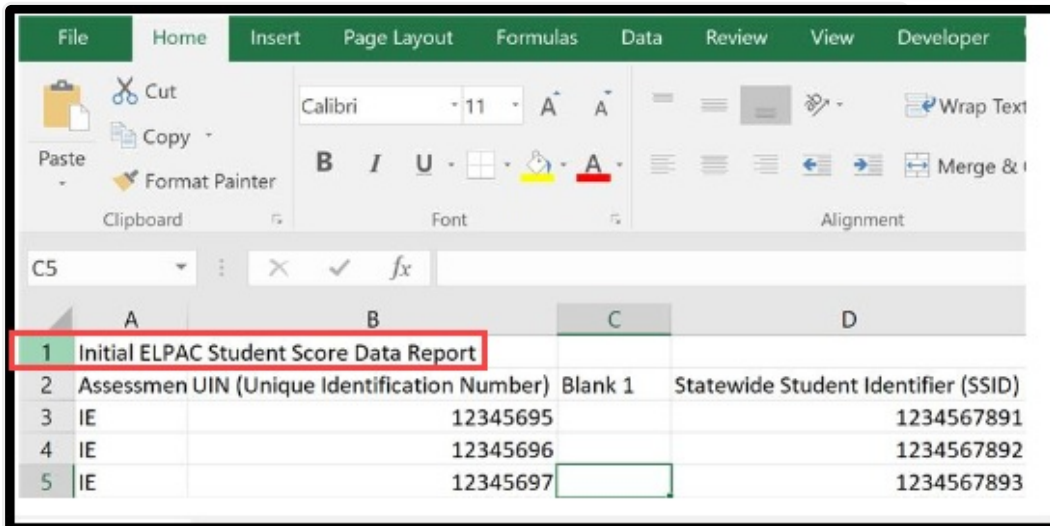 File Home Insert Page Layout Formulas Data Review View Developer
Cut
Copy
Paste
Format Painter
Clipboard
Calibri 11 A A
B I U A
Font
Wrap Text
Merge &
Alignment
C5 fx
A B C D
1 Initial ELPAC Student Score Data Report
2 Assessmen UIN (Unique Identification Number) Blank 1 Statewide Student Identifier (SSID)
3 IE 12345695 1234567891
4 IE 12345696 1234567892
5 IE 12345697 1234567893